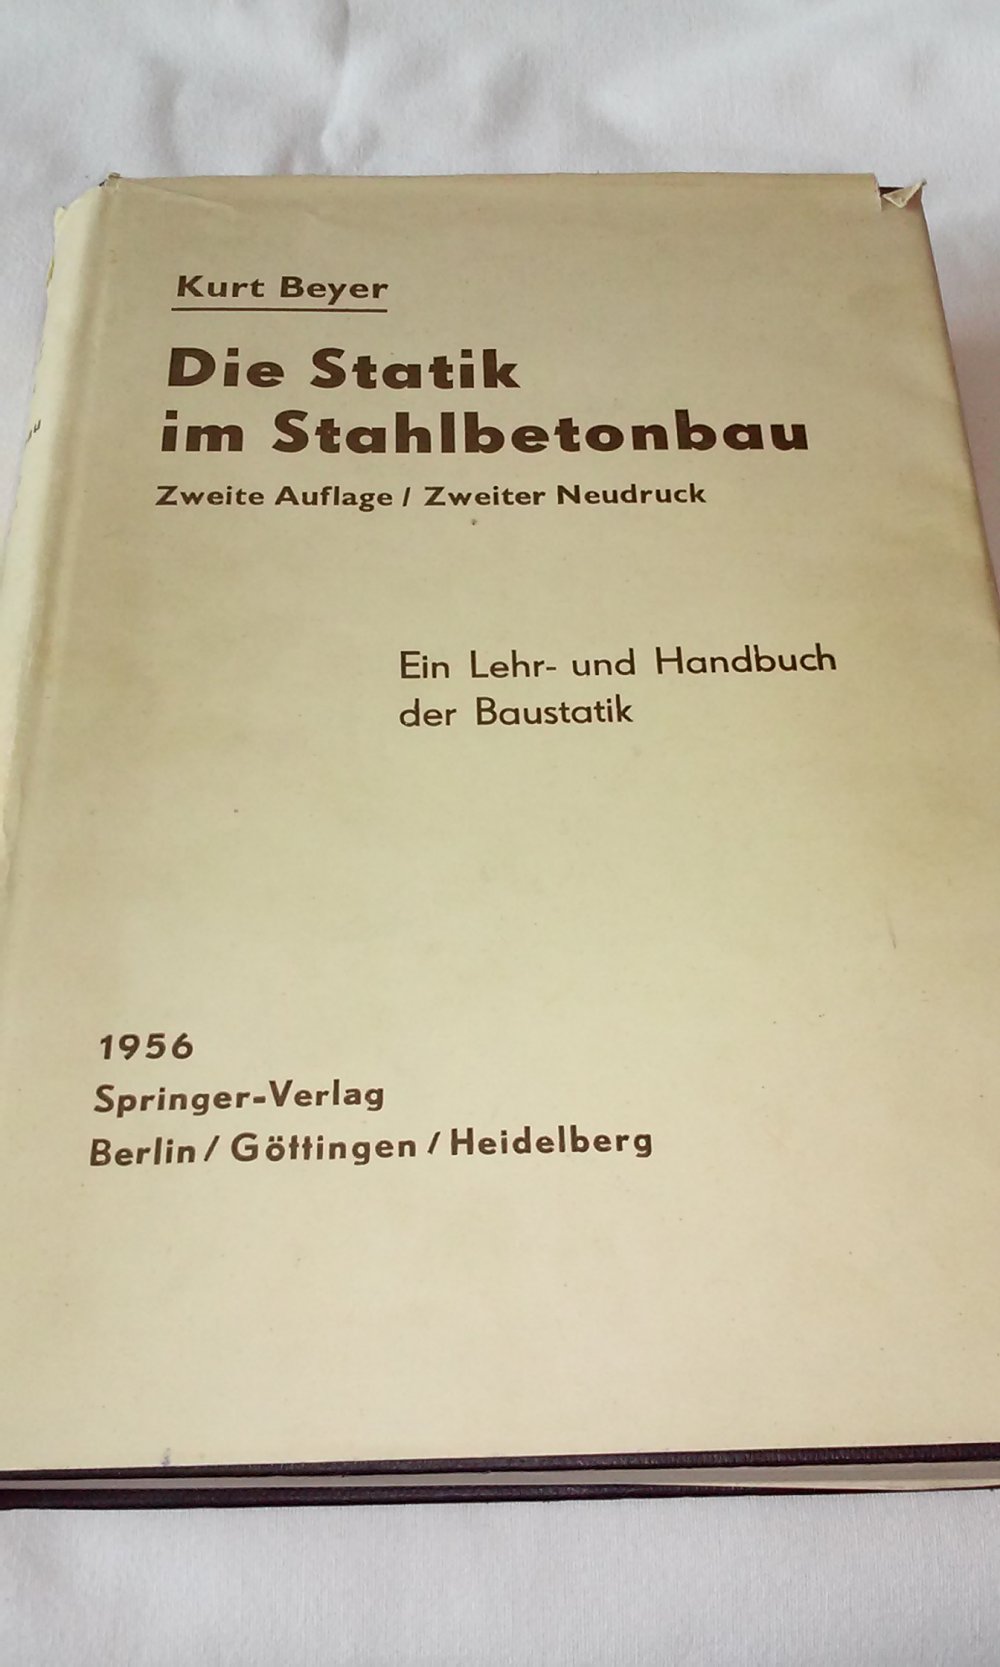 Kurt Beyer
Die Statik
im Stahlbetonbau
Zweite Auflage / Zweiter Neudruck
Ein Lehr- und Handbuch
der Baustatik
1956
Springer-Verlag
Berlin / Göttingen / Heidelberg